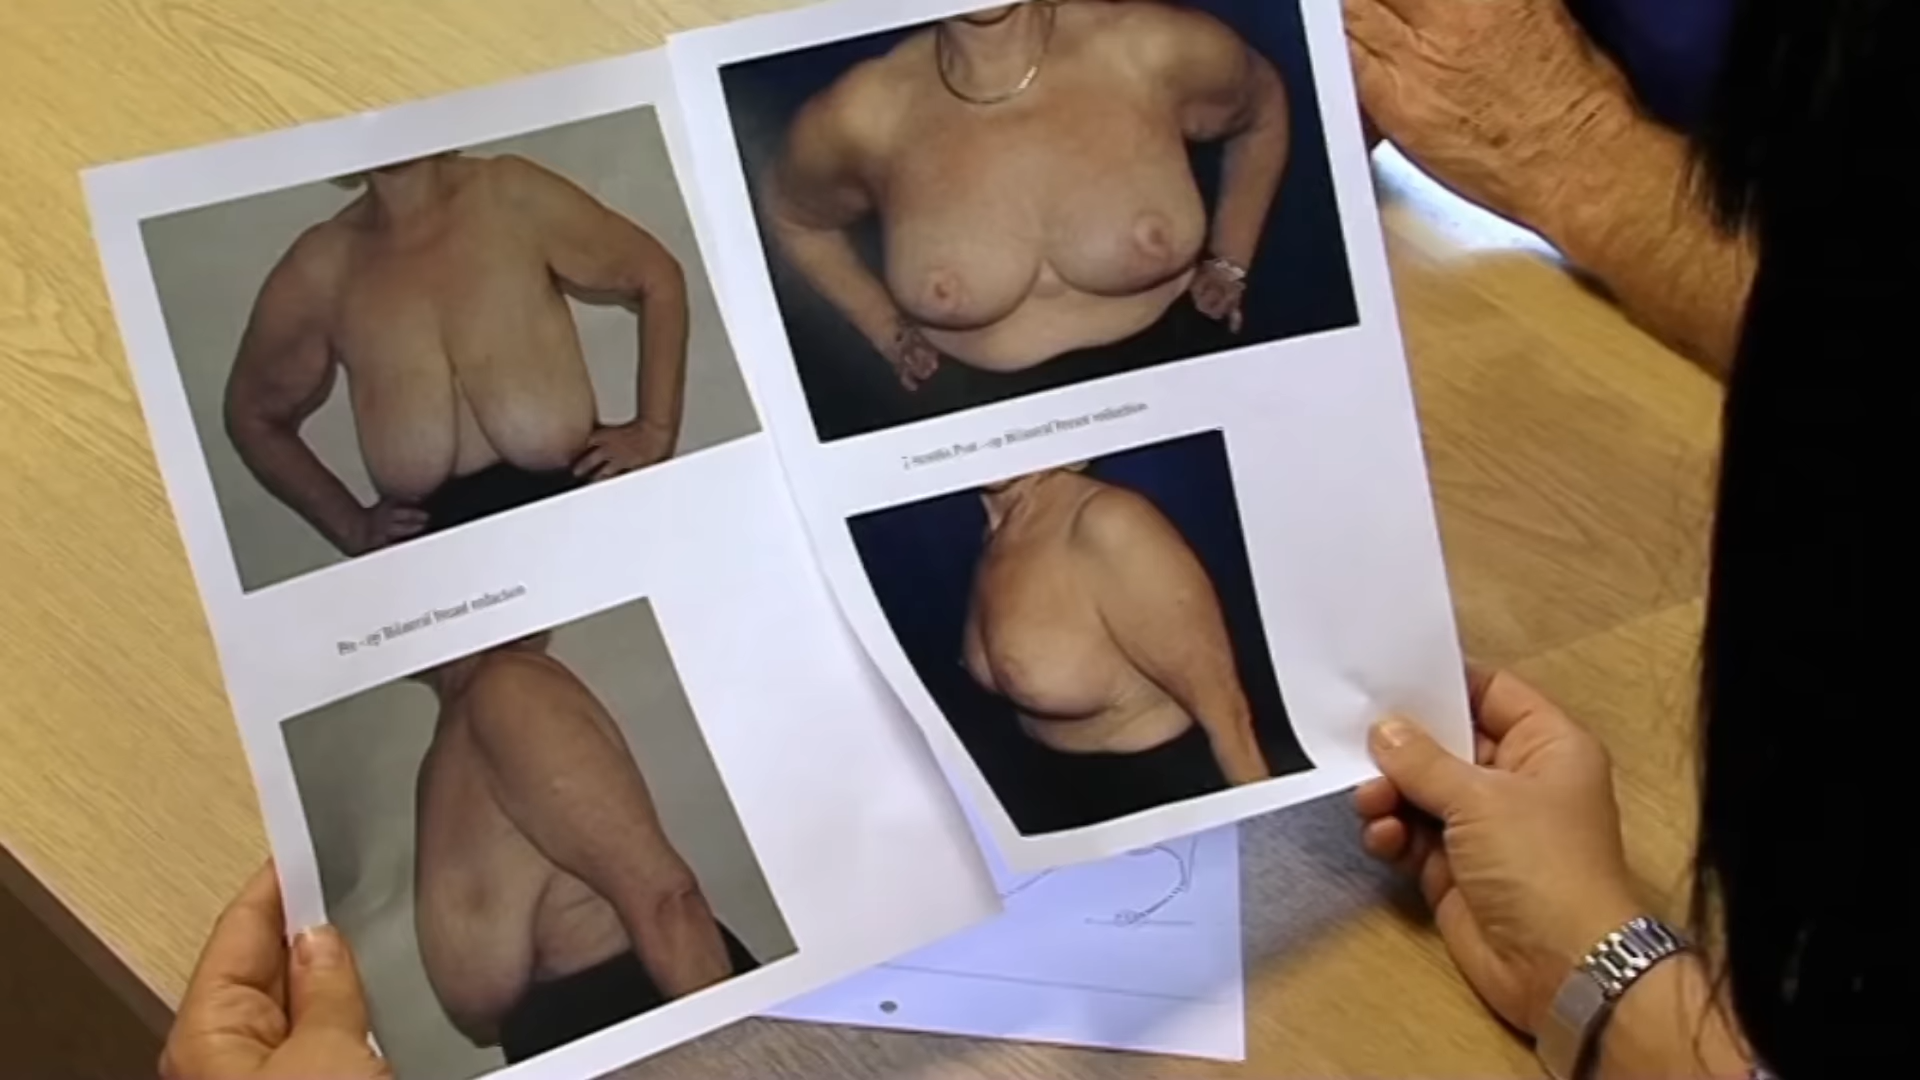 Pre - op Bilateral breast reduction
2 months Post - op Bilateral breast reduction